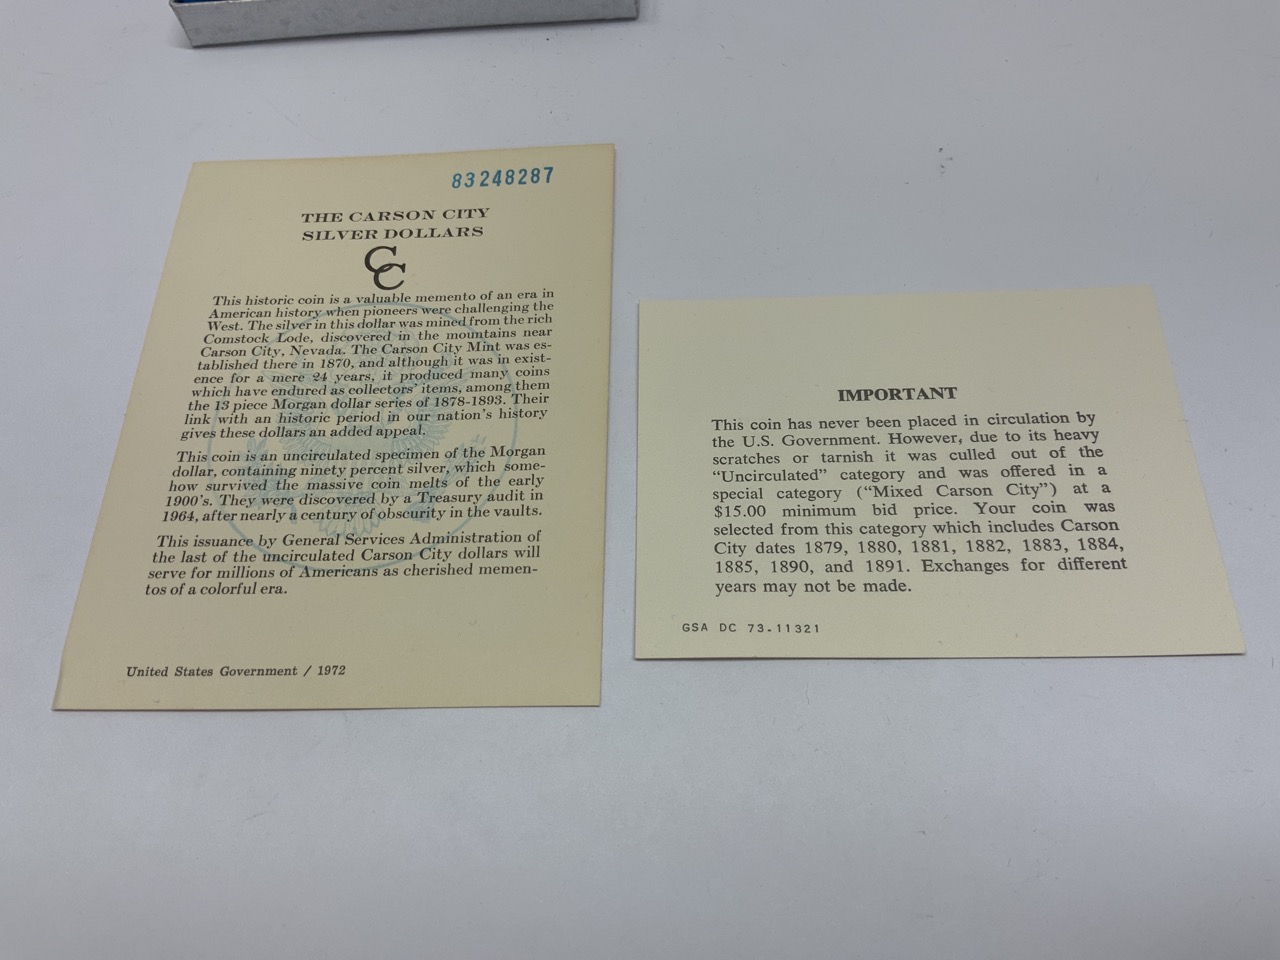 83248287
THE CARSON CITY
SILVER DOLLARS
CC
This historic coin is a valuable memento of an era in
American history when pioneers were challenging the
West. The silver in this dollar was mined from the rich
Comstock Lode, discovered in the mountains near
Carson City, Nevada. The Carson City Mint was es-
tablished there in 1870, and although it was in exist-
ence for a mere 24 years, it produced many coins
which have endured as collectors' items, among them
the 13 piece Morgan dollar series of 1878-1893. Their
link with an historic period in our nation's history
gives these dollars an added appeal.
This coin is an uncirculated specimen of the Morgan
dollar, containing ninety percent silver, which some-
how survived the massive coin melts of the early
1900's. They were discovered by a Treasury audit in
1964, after nearly a century of obscurity in the vaults.
This issuance by General Services Administration of
the last of the uncirculated Carson City dollars will
serve for millions of Americans as cherished memen-
tos of a colorful era.
United States Government / 1972
IMPORTANT
This coin has never been placed in circulation by
the U.S. Government. However, due to its heavy
scratches or tarnish it was culled out of the
“Uncirculated” category and was offered in a
special category (“Mixed Carson City”) at a
$15.00 minimum bid price. Your coin was
selected from this category which includes Carson
City dates 1879, 1880, 1881, 1882, 1883, 1884,
1885, 1890, and 1891. Exchanges for different
years may not be made.
GSA DC 73.11321